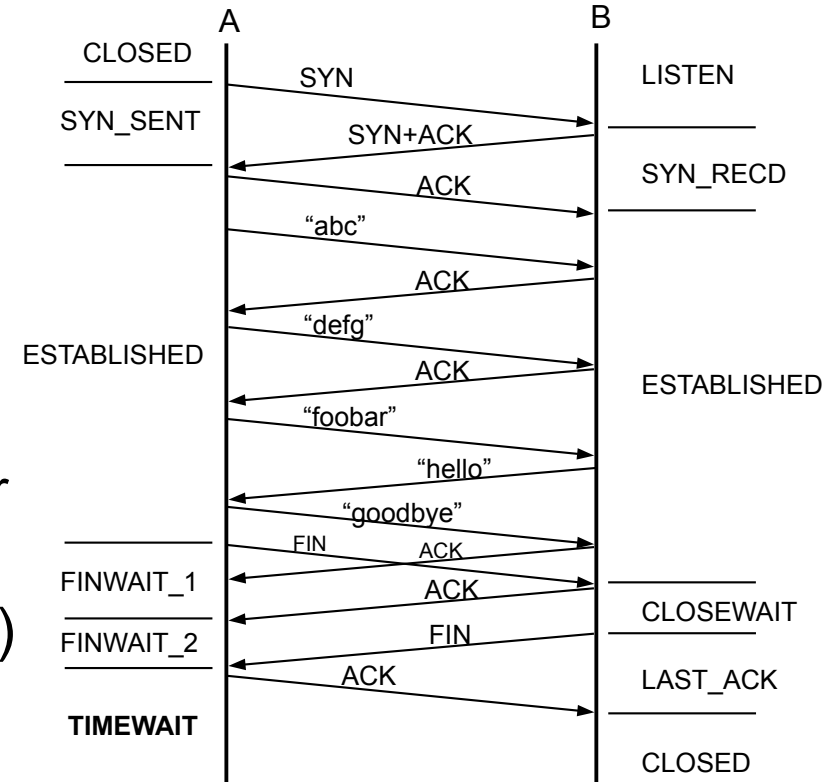 A
B
CLOSED
SYN
LISTEN
SYN_SENT
SYN+ACK
ACK
SYN_RECD
“abc”
ACK
“defg”
ESTABLISHED
ACK
ESTABLISHED
“foobar”
“hello”
r
“goodbye”
FIN
ACK
FINWAIT_1
ACK
CLOSEWAIT
)
FINWAIT_2
FIN
ACK
LAST_ACK
TIMEWAIT
CLOSED